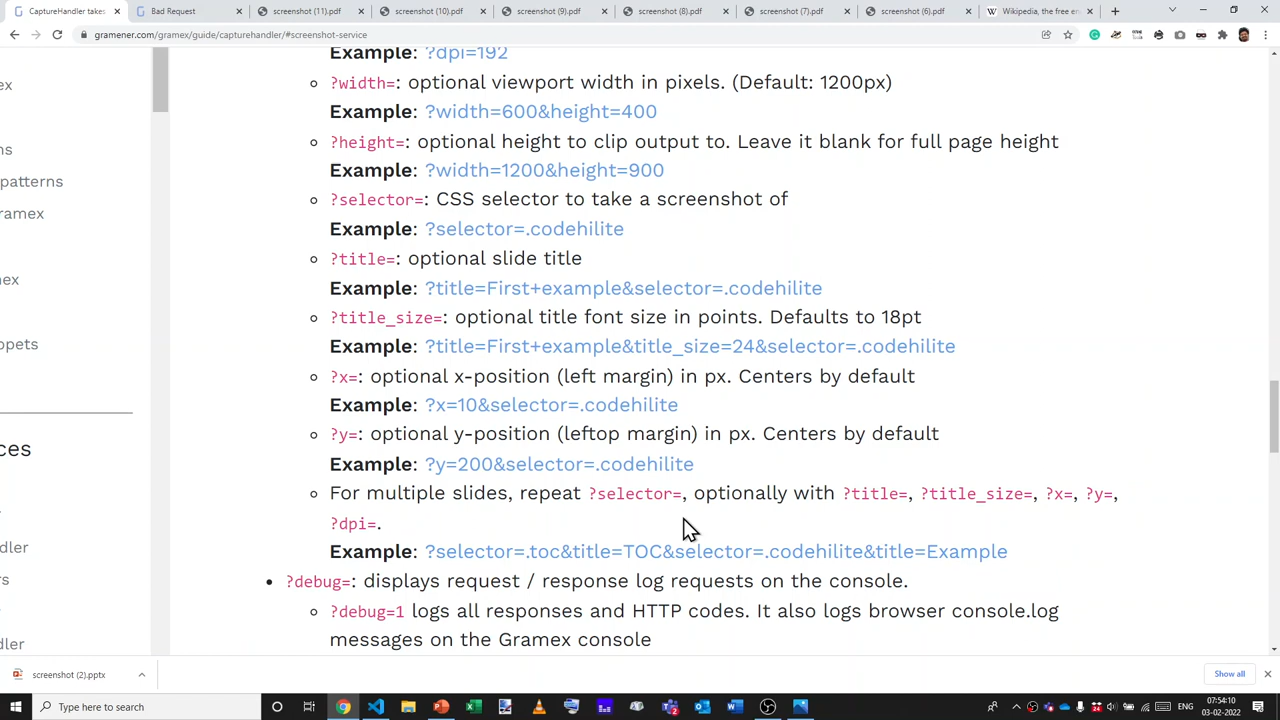 CaptureHandler takes
Bad Request
screenshot (11).pdf
screenshot (10).pdf
screenshot (9).pdf
screenshot (8).pdf
screenshot (7).pdf
screenshot (6).pdf
Wikipedia, the free en
gramener.com/gramex/guide/capturehandler/#screenshot-service
Example: ?dpi=192
?width=: optional viewport width in pixels. (Default: 1200px)
Example: ?width=600&height=400
?height=: optional height to clip output to. Leave it blank for full page height
Example: ?width=1200&height=900
?selector=: CSS selector to take a screenshot of
Example: ?selector=.codehilite
?title=: optional slide title
Example: ?title=First+example&selector=.codehilite
?title_size=: optional title font size in points. Defaults to 18pt
Example: ?title=First+example&title_size=24&selector=.codehilite
?x=: optional x-position (left margin) in px. Centers by default
Example: ?x=10&selector=.codehilite
?y=: optional y-position (leftop margin) in px. Centers by default
Example: ?y=200&selector=.codehilite
For multiple slides, repeat ?selector=, optionally with ?title=, ?title_size=, ?x=, ?y=,
?dpi=.
Example: ?selector=.toc&title=TOC&selector=.codehilite&title=Example
?debug=: displays request / response log requests on the console.
?debug=1 logs all responses and HTTP codes. It also logs browser console.log
messages on the Gramex console
ex
ns
patterns
ramex
nex
ppets
ces
dler
rs
dler
screenshot (2).pptx
Show all
Type here to search
07:54:10
03-02-2022